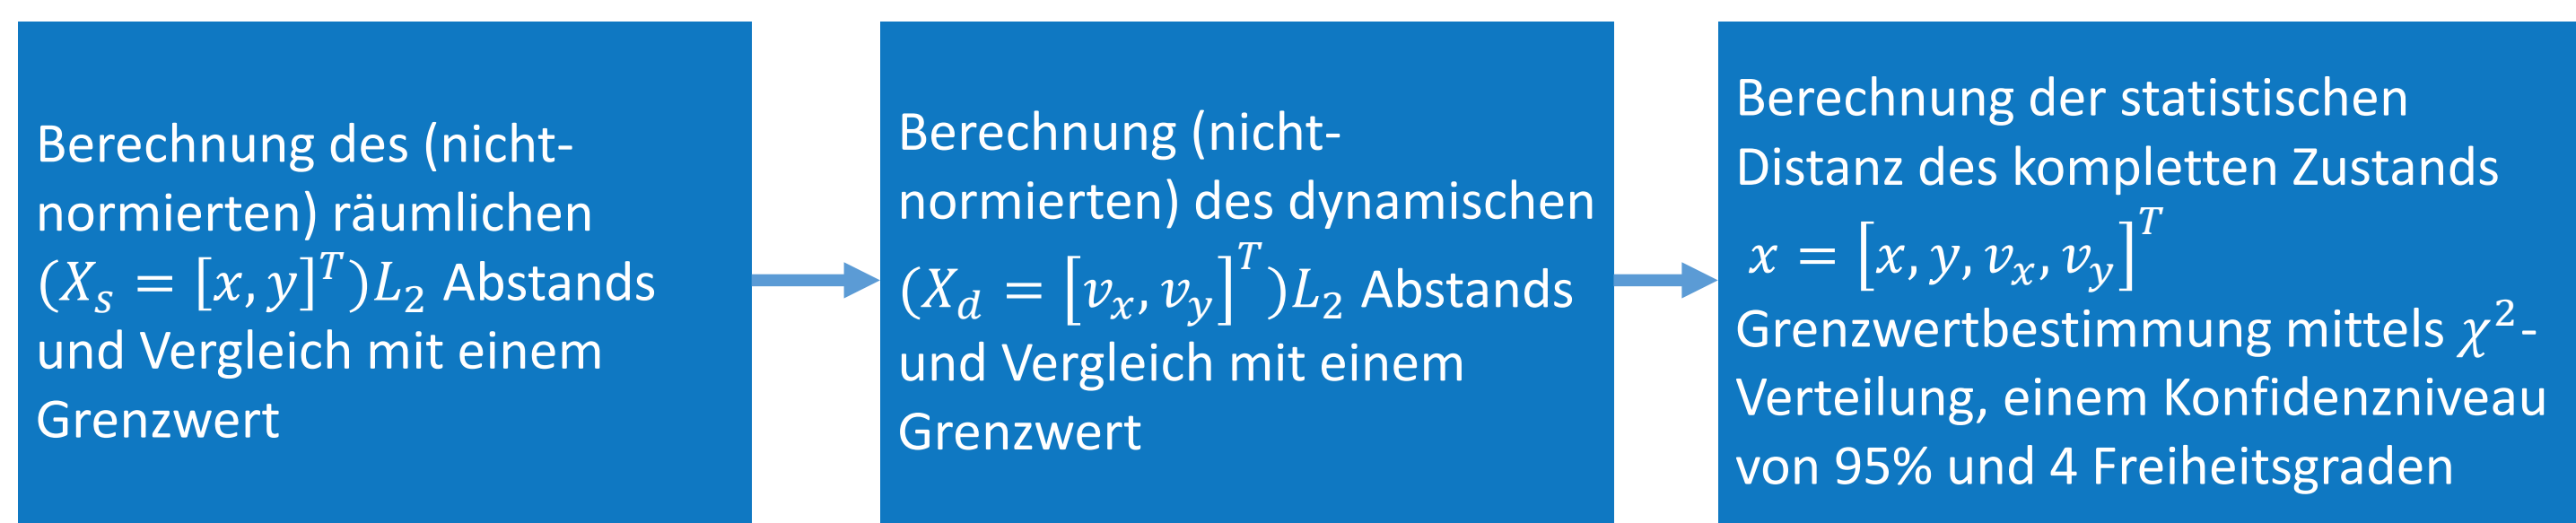 Berechnung des (nicht-
normierten) räumlichen
(X_s = [x, y]^T)L_2 Abstands
und Vergleich mit einem
Grenzwert
Berechnung (nicht-
normierten) des dynamischen
(X_d = [v_x, v_y]^T)L_2 Abstands
und Vergleich mit einem
Grenzwert
Berechnung der statistischen
Distanz des kompletten Zustands
x = [x, y, v_x, v_y]^T
Grenzwertbestimmung mittels χ²-
Verteilung, einem Konfidenzniveau
von 95% und 4 Freiheitsgraden